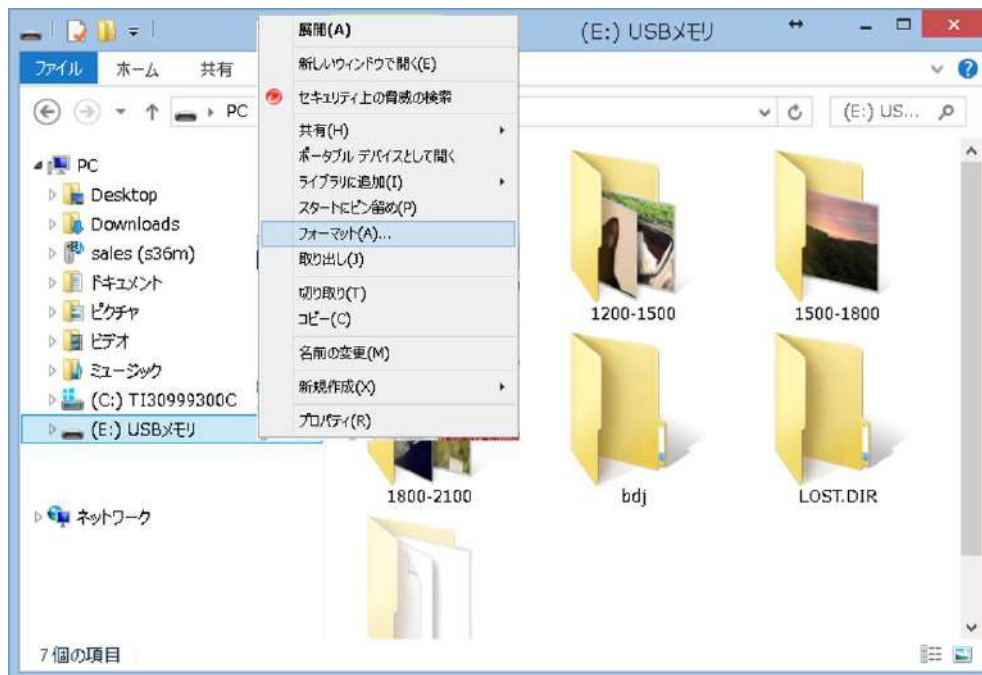 (E:) USBメモリ
ファイル ホーム 共有
PC
(E:) US...
展開(A)
新しいウィンドウで開く(E)
セキュリティ上の脅威の検索
共有(H)
ポータブル デバイスとして開く
ライブラリに追加(I)
スタートにピン留め(P)
フォーマット(A)...
取り出し(J)
切り取り(T)
コピー(C)
名前の変更(M)
新規作成(X)
プロパティ(R)
PC
Desktop
Downloads
sales (s36m)
ドキュメント
ピクチャ
ビデオ
ミュージック
(C:) TI30999300C
(E:) USBメモリ
ネットワーク
1200-1500
1500-1800
1800-2100
bdj
LOST.DIR
7 個の項目